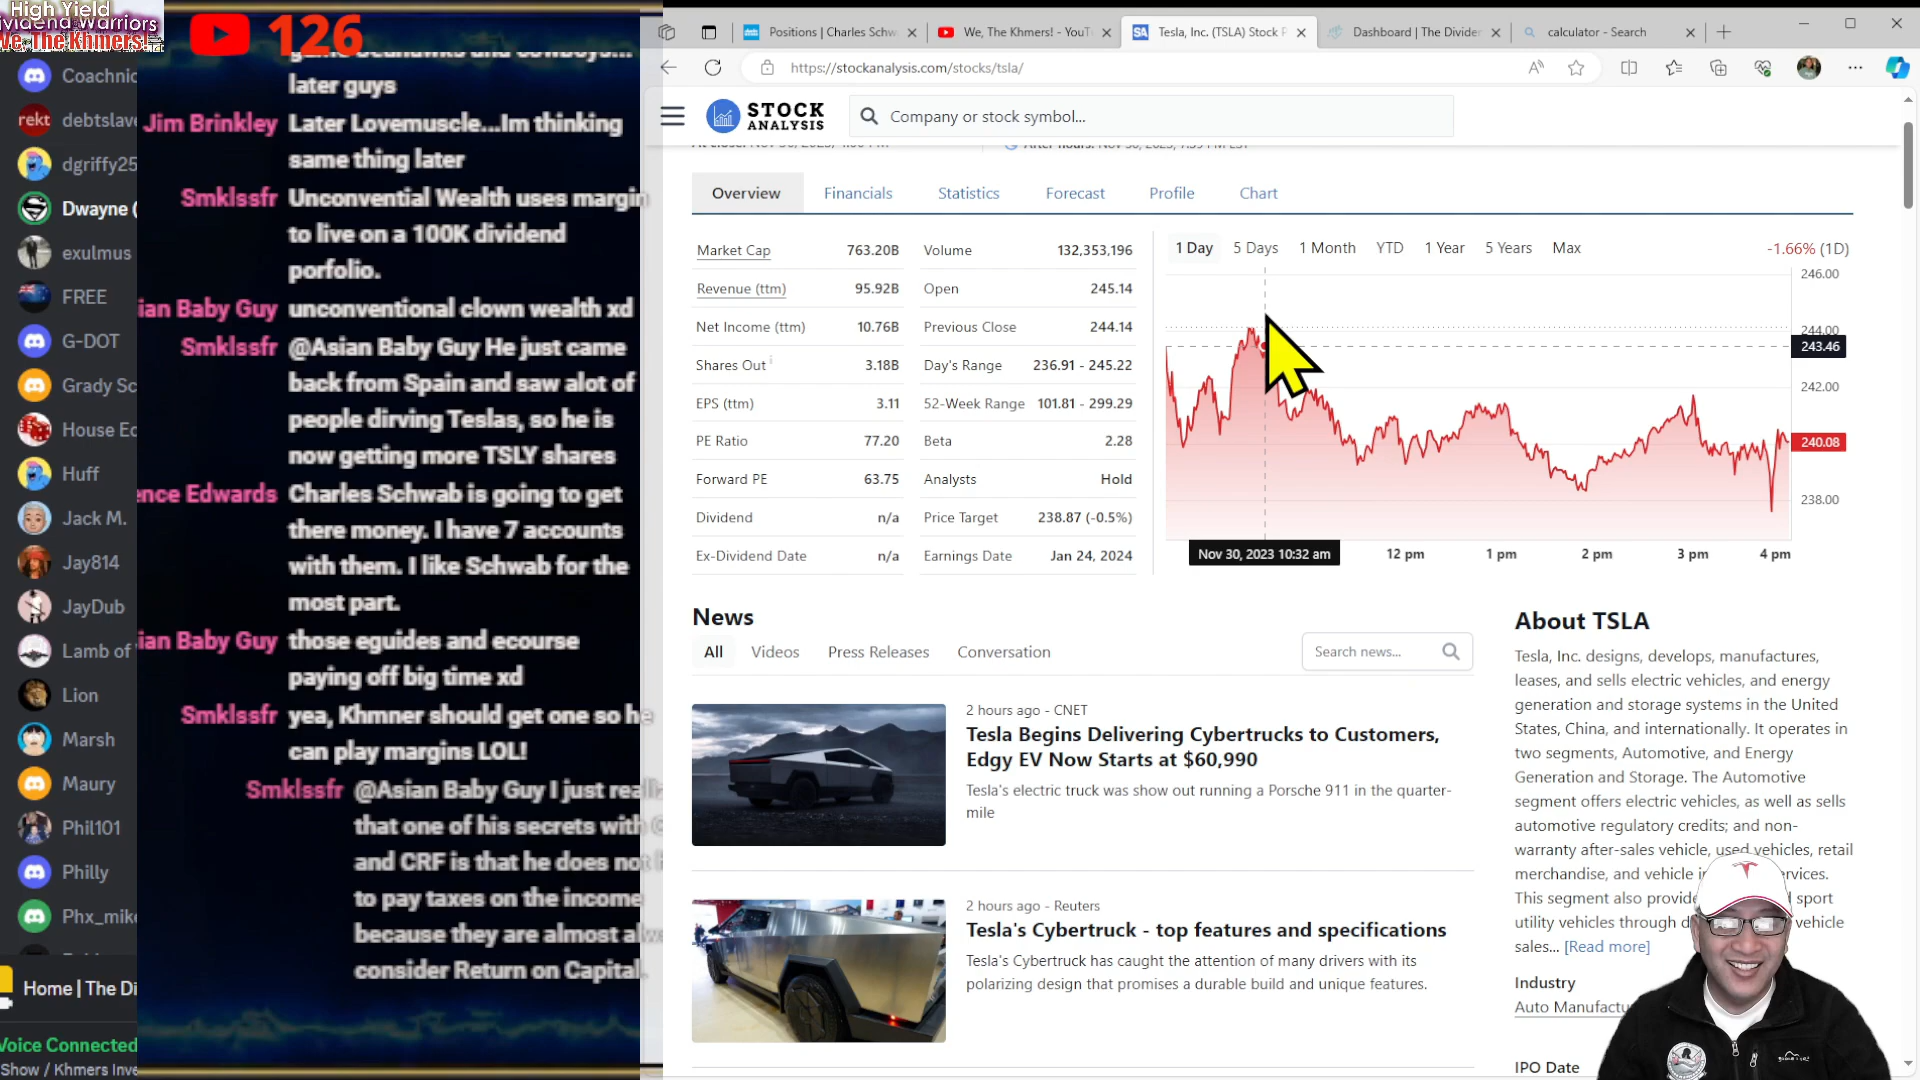 High Yield
Dividend Warriors
We, The Khmers!
126
Coachnic
debtslave
dgriffy25
Dwayne (
exulmus
FREE
G-DOT
Grady Sc
House Ec
Huff
Jack M.
Jay814
JayDub
Lamb of
Lion
Marsh
Maury
Phil101
Philly
Phx_mike
Home | The Di
Voice Connected
Show / Khmers Inve
later guys
Jim Brinkley Later Lovemuscle...Im thinking
same thing later
Smklssfr Unconvential Wealth uses margin
to live on a 100K dividend
porfolio.
ian Baby Guy unconventional clown wealth xd
Smklssfr @Asian Baby Guy He just came
back from Spain and saw alot of
people dirving Teslas, so he is
now getting more TSLY shares
ence Edwards Charles Schwab is going to get
there money. I have 7 accounts
with them. I like Schwab for the
most part.
ian Baby Guy those eguides and ecourse
paying off big time xd
Smklssfr yea, Khmner should get one so he
can play margins LOL!
Smklssfr @Asian Baby Guy I just reali
that one of his secrets with
and CRF is that he does not
to pay taxes on the income
because they are almost alw
consider Return on Capital.
Positions | Charles Schw
We, The Khmers! - YouT
SA Tesla, Inc. (TSLA) Stock P
Dashboard | The Divider
calculator - Search
https://stockanalysis.com/stocks/tsla/
STOCK
ANALYSIS
Company or stock symbol...
Overview Financials Statistics Forecast Profile Chart
Market Cap 763.20B Volume 132,353,196
Revenue (ttm) 95.92B Open 245.14
Net Income (ttm) 10.76B Previous Close 244.14
Shares Out 3.18B Day's Range 236.91 - 245.22
EPS (ttm) 3.11 52-Week Range 101.81 - 299.29
PE Ratio 77.20 Beta 2.28
Forward PE 63.75 Analysts Hold
Dividend n/a Price Target 238.87 (-0.5%)
Ex-Dividend Date n/a Earnings Date Jan 24, 2024
1 Day 5 Days 1 Month YTD 1 Year 5 Years Max -1.66% (1D)
246.00
244.00
243.46
242.00
240.08
238.00
Nov 30, 2023 10:32 am 12 pm 1 pm 2 pm 3 pm 4 pm
News
All Videos Press Releases Conversation
Search news...
2 hours ago - CNET
Tesla Begins Delivering Cybertrucks to Customers,
Edgy EV Now Starts at $60,990
Tesla's electric truck was show out running a Porsche 911 in the quarter-
mile
2 hours ago - Reuters
Tesla's Cybertruck - top features and specifications
Tesla's Cybertruck has caught the attention of many drivers with its
polarizing design that promises a durable build and unique features.
About TSLA
Tesla, Inc. designs, develops, manufactures,
leases, and sells electric vehicles, and energy
generation and storage systems in the United
States, China, and internationally. It operates in
two segments, Automotive, and Energy
Generation and Storage. The Automotive
segment offers electric vehicles, as well as sells
automotive regulatory credits; and non-
warranty after-sales vehicle, used vehicles, retail
merchandise, and vehicle i rvices.
This segment also provide sport
utility vehicles through d vehicle
sales... [Read more]
Industry
Auto Manufactu
IPO Date